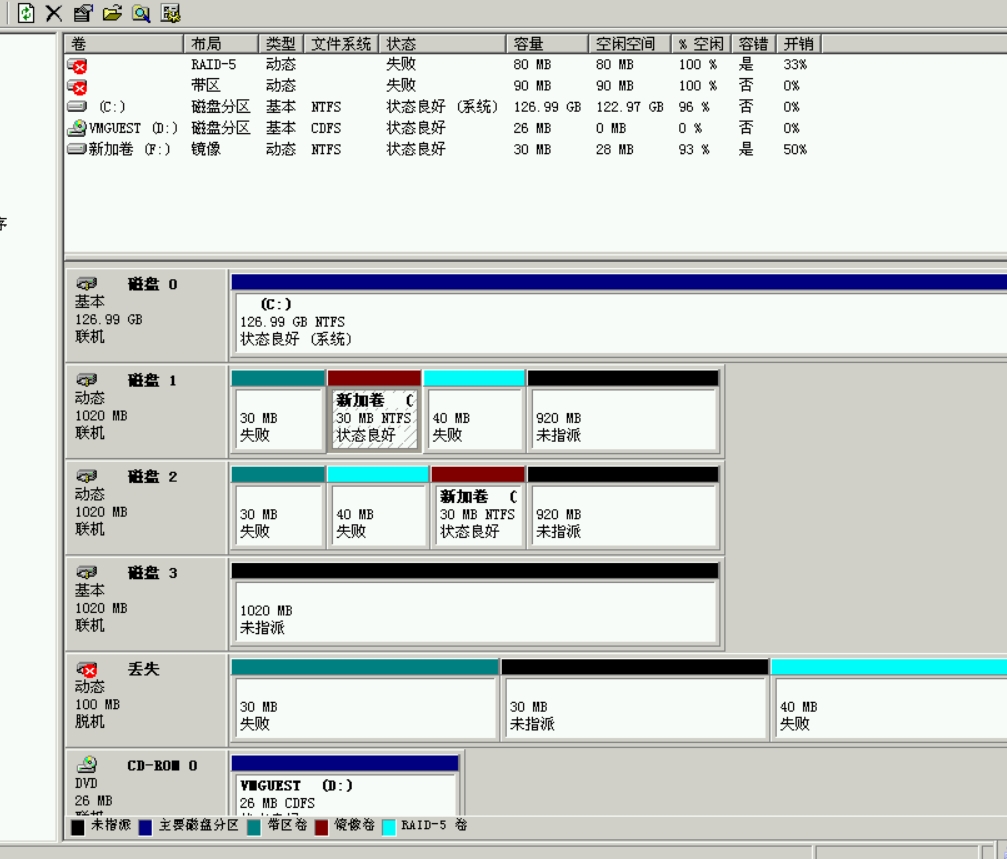 卷 布局 类型 文件系统 状态 容量 空闲空间 % 空闲 容错 开销
RAID-5 动态 失败 80 MB 80 MB 100 % 是 33%
带区 动态 失败 90 MB 90 MB 100 % 否 0%
(C:) 磁盘分区 基本 NTFS 状态良好 (系统) 126.99 GB 122.97 GB 96 % 否 0%
VMGUEST (D:) 磁盘分区 基本 CDFS 状态良好 26 MB 0 MB 0 % 否 0%
新加卷 (F:) 镜像 动态 NTFS 状态良好 30 MB 28 MB 93 % 是 50%
序
磁盘 0
基本
126.99 GB
联机
(C:)
126.99 GB NTFS
状态良好 (系统)
磁盘 1
动态
1020 MB
联机
30 MB
失败
新加卷 (
30 MB NTFS
状态良好
40 MB
失败
920 MB
未指派
磁盘 2
动态
1020 MB
联机
30 MB
失败
40 MB
失败
新加卷 (
30 MB NTFS
状态良好
920 MB
未指派
磁盘 3
基本
1020 MB
联机
1020 MB
未指派
丢失
动态
100 MB
脱机
30 MB
失败
30 MB
未指派
40 MB
失败
CD-ROM 0
DVD
26 MB
VMGUEST (D:)
26 MB CDFS
未指派 主要磁盘分区 带区卷 镜像卷 RAID-5 卷